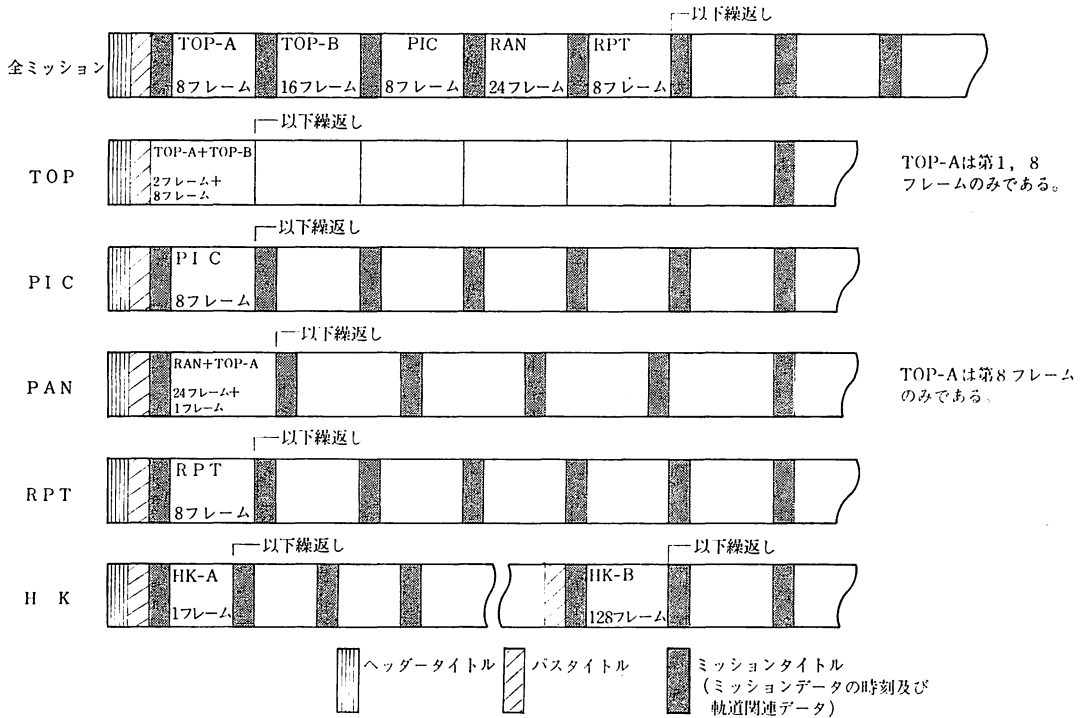 以下繰返し
全ミッション
TOP-A
8フレーム
TOP-B
16フレーム
PIC
8フレーム
RAN
24フレーム
RPT
8フレーム
以下繰返し
TOP
TOP-A+TOP-B
2フレーム+
8フレーム
TOP-Aは第1，8
フレームのみである。
以下繰返し
PIC
PIC
8フレーム
以下繰返し
PAN
RAN+TOP-A
24フレーム+
1フレーム
TOP-Aは第8フレーム
のみである。
以下繰返し
RPT
RPT
8フレーム
以下繰返し
以下繰返し
H K
HK-A
1フレーム
HK-B
128フレーム
ヘッダータイトル
パスタイトル
ミッションタイトル
(ミッションデータの時刻及び
軌道関連データ)